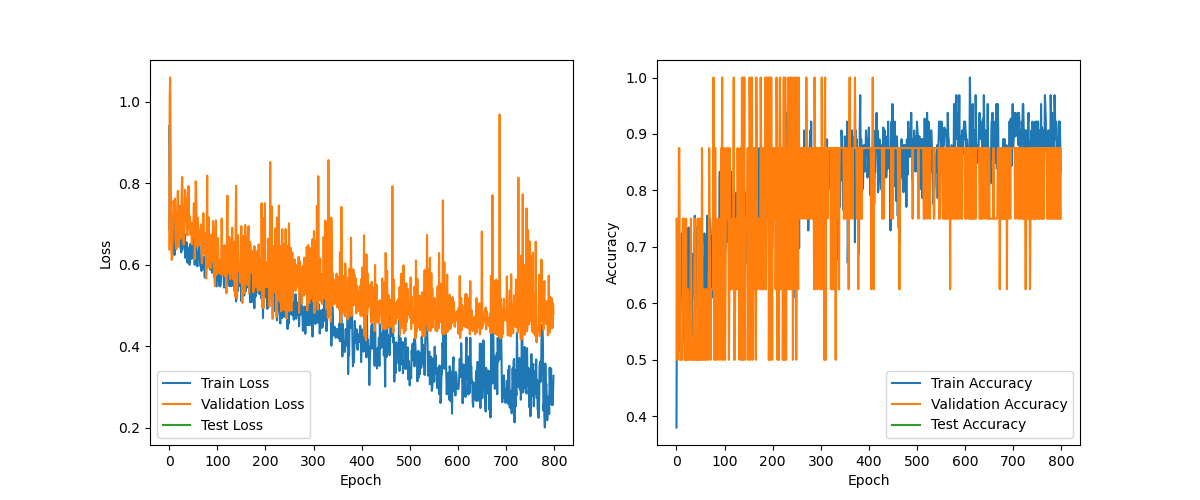 Loss
1.0
0.8
0.6
0.4
0.2
Train Loss
Validation Loss
Test Loss
0 100 200 300 400 500 600 700 800
Epoch
Accuracy
1.0
0.9
0.8
0.7
0.6
0.5
0.4
Train Accuracy
Validation Accuracy
Test Accuracy
0 100 200 300 400 500 600 700 800
Epoch